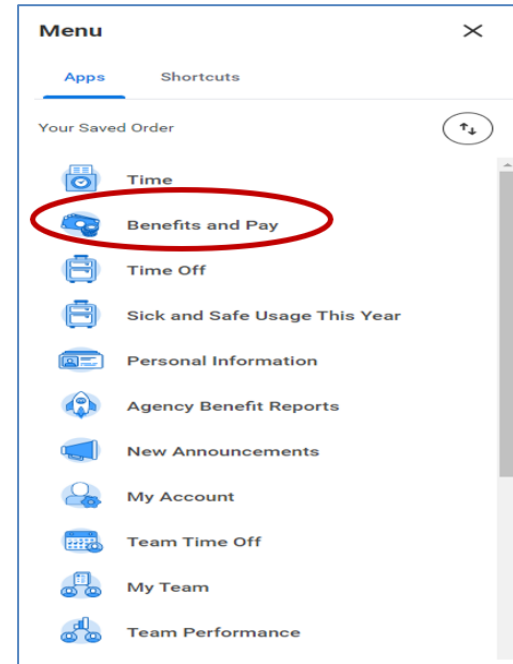 Menu
Apps Shortcuts
Your Saved Order
Time
Benefits and Pay
Time Off
Sick and Safe Usage This Year
Personal Information
Agency Benefit Reports
New Announcements
My Account
Team Time Off
My Team
Team Performance